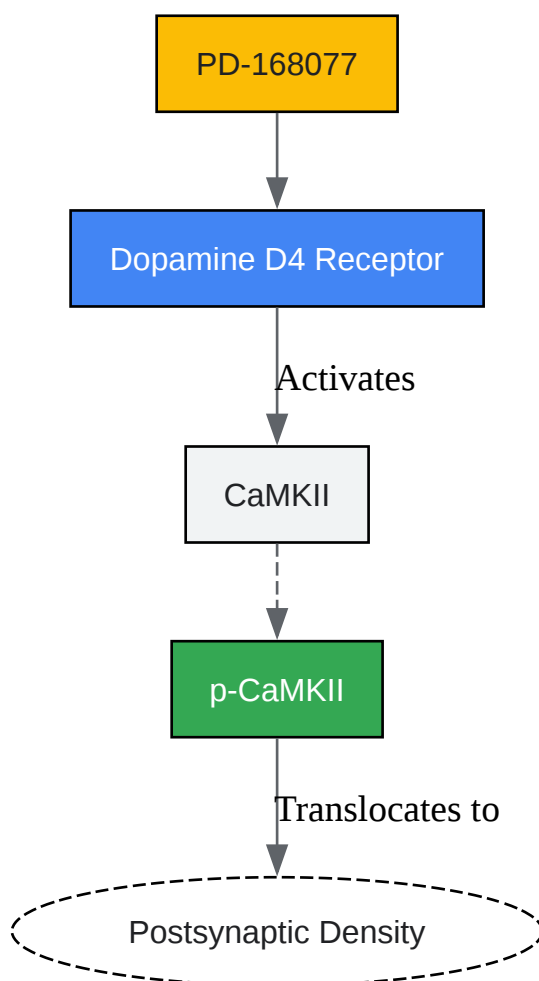 PD-168077
Dopamine D4 Receptor
Activates
CaMKII
p-CaMKII
Translocates to
Postsynaptic Density